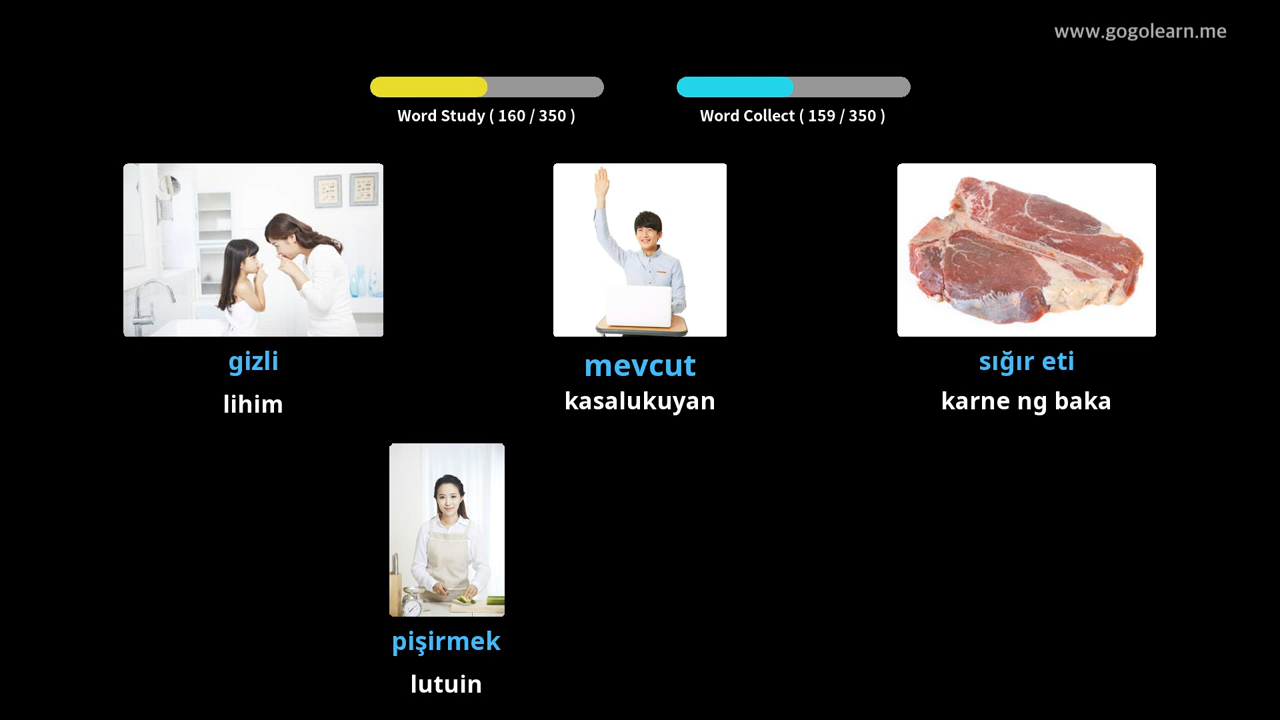 www.gogolearn.me
Word Study ( 160 / 350 )
Word Collect ( 159 / 350 )
gizli
lihim
mevcut
kasalukuyan
sığır eti
karne ng baka
pişirmek
lutuin